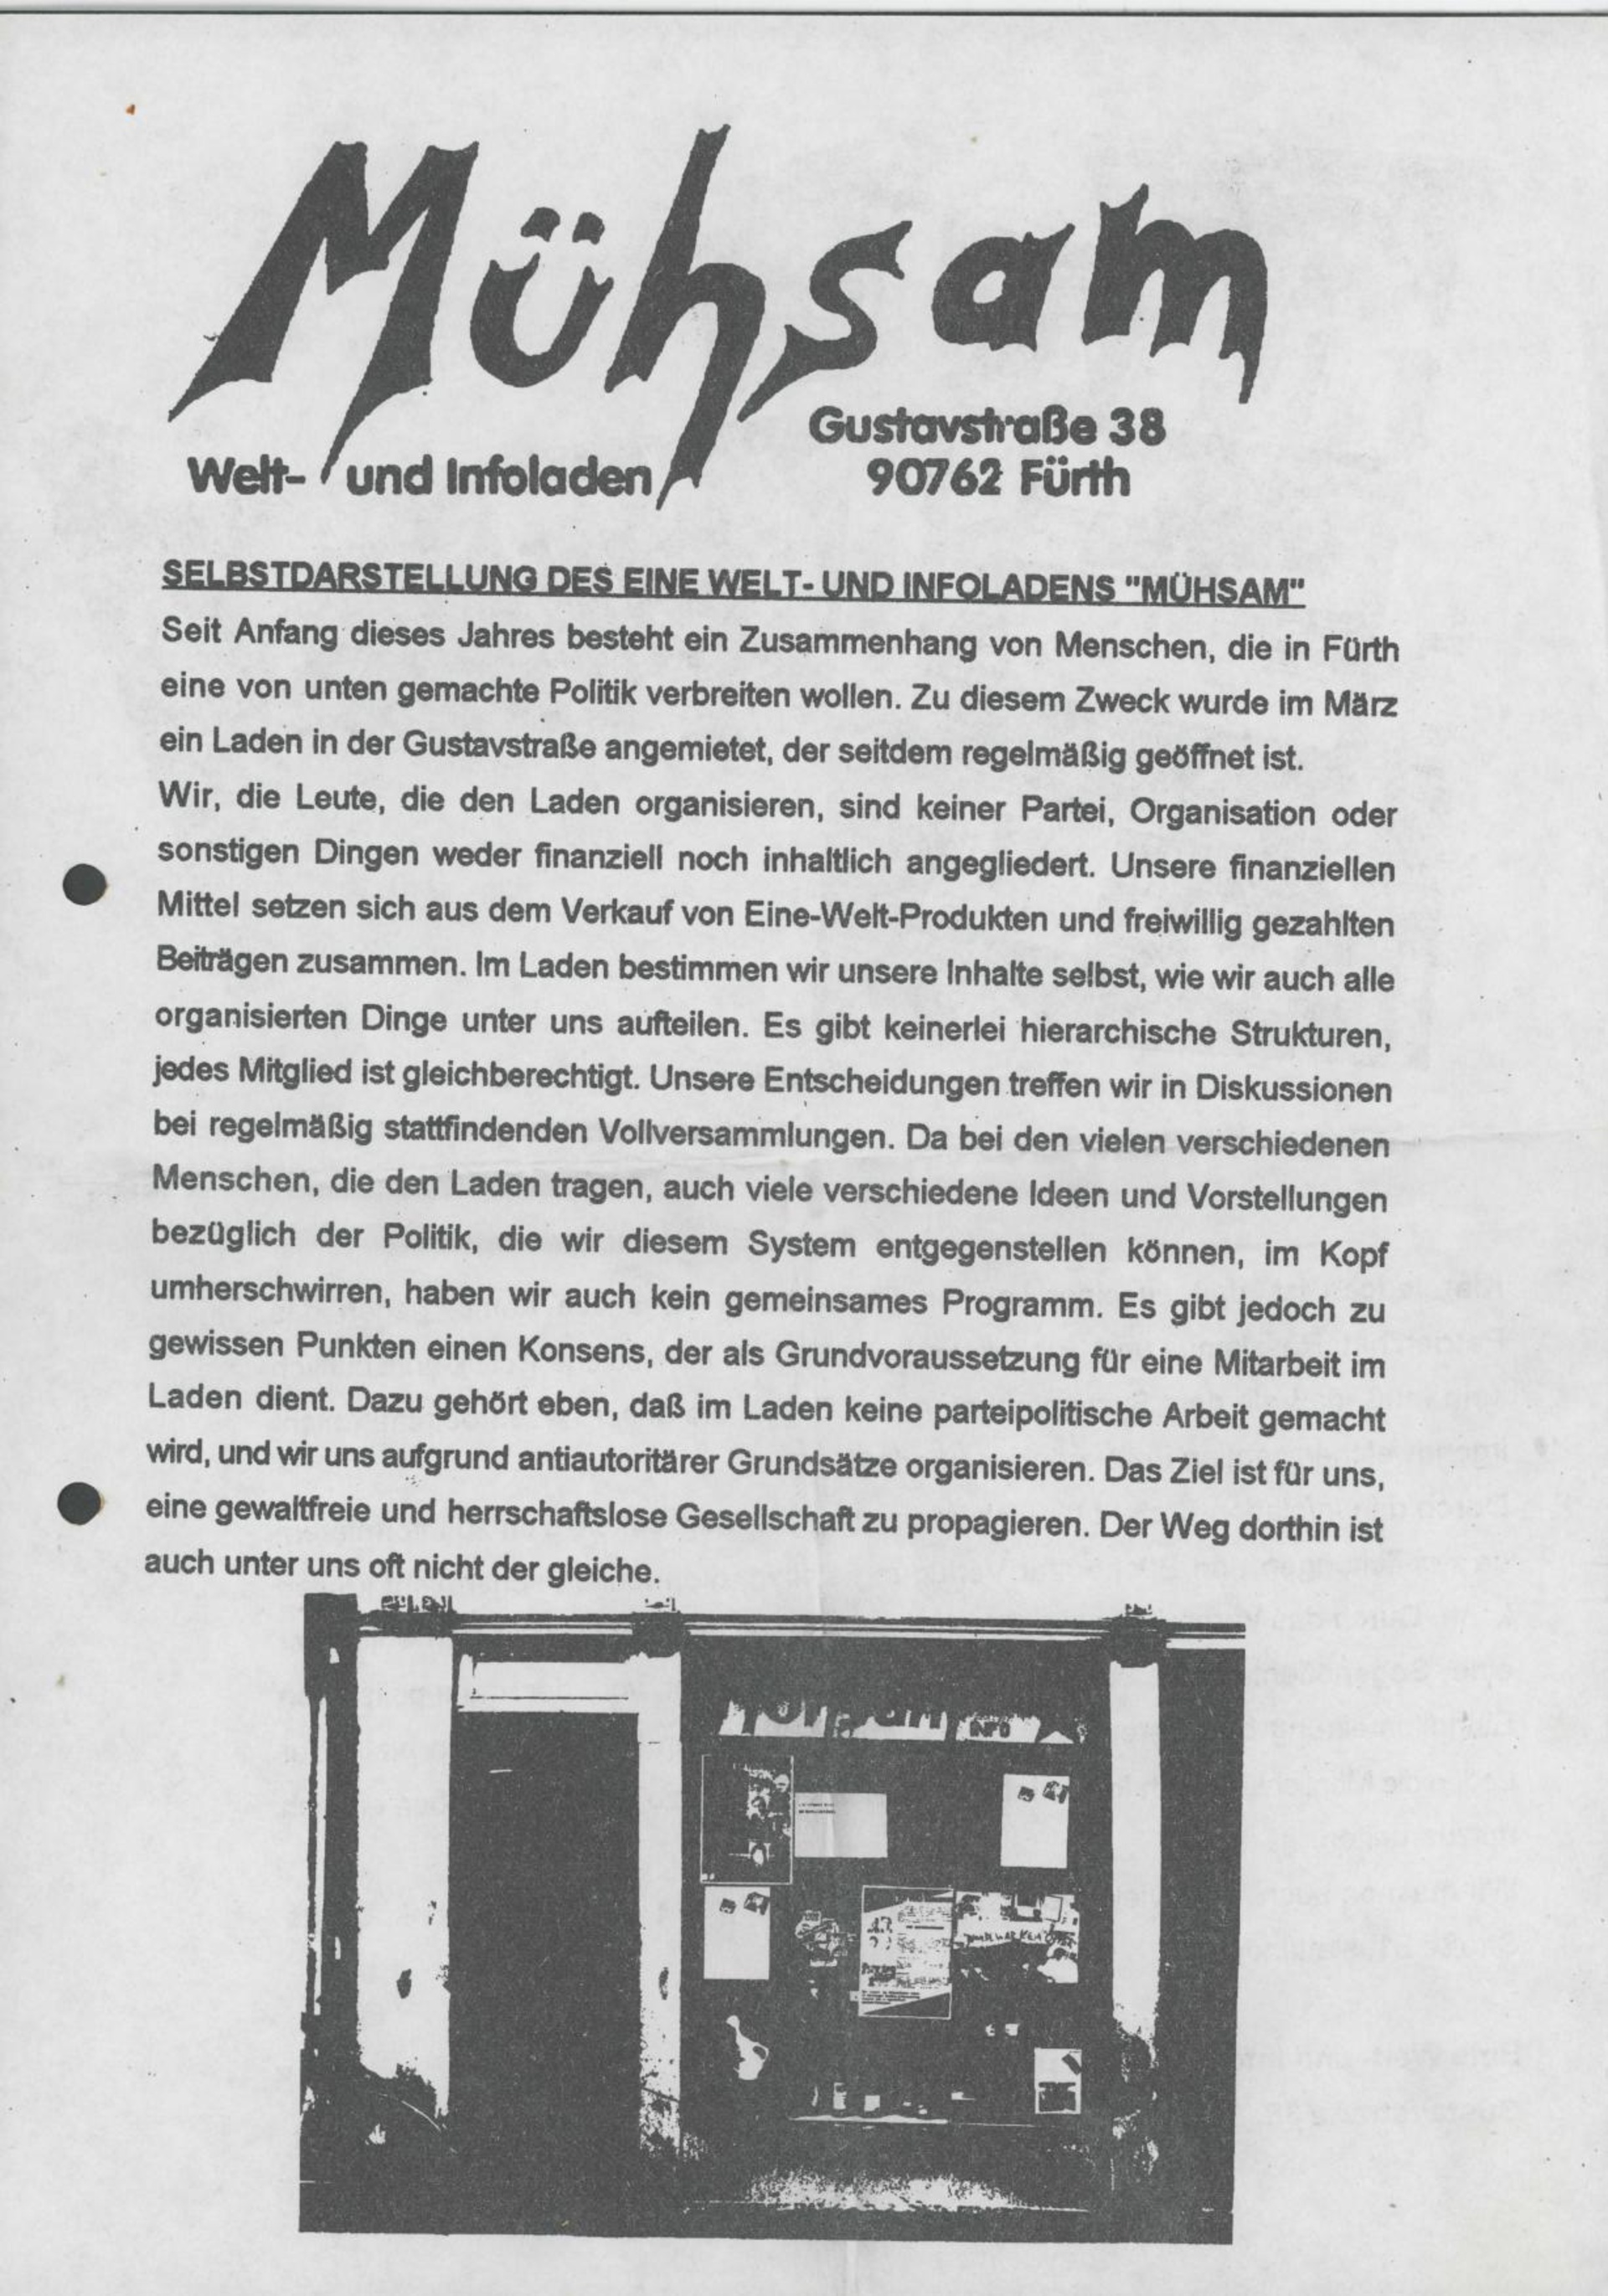 Mühsam
Gustavstraße 38
Welt- und Infoladen
90762 Fürth
SELBSTDARSTELLUNG DES EINE WELT- UND INFOLADENS "MÜHSAM"
Seit Anfang dieses Jahres besteht ein Zusammenhang von Menschen, die in Fürth
eine von unten gemachte Politik verbreiten wollen. Zu diesem Zweck wurde im März
ein Laden in der Gustavstraße angemietet, der seitdem regelmäßig geöffnet ist.
Wir, die Leute, die den Laden organisieren, sind keiner Partei, Organisation oder
sonstigen Dingen weder finanziell noch inhaltlich angegliedert. Unsere finanziellen
Mittel setzen sich aus dem Verkauf von Eine-Welt-Produkten und freiwillig gezahlten
Beiträgen zusammen. Im Laden bestimmen wir unsere Inhalte selbst, wie wir auch alle
organisierten Dinge unter uns aufteilen. Es gibt keinerlei hierarchische Strukturen,
jedes Mitglied ist gleichberechtigt. Unsere Entscheidungen treffen wir in Diskussionen
bei regelmäßig stattfindenden Vollversammlungen. Da bei den vielen verschiedenen
Menschen, die den Laden tragen, auch viele verschiedene Ideen und Vorstellungen
bezüglich der Politik, die wir diesem System entgegenstellen können, im Kopf
umherschwirren, haben wir auch kein gemeinsames Programm. Es gibt jedoch zu
gewissen Punkten einen Konsens, der als Grundvoraussetzung für eine Mitarbeit im
Laden dient. Dazu gehört eben, daß im Laden keine parteipolitische Arbeit gemacht
wird, und wir uns aufgrund antiautoritärer Grundsätze organisieren. Das Ziel ist für uns,
eine gewaltfreie und herrschaftslose Gesellschaft zu propagieren. Der Weg dorthin ist
auch unter uns oft nicht der gleiche.
INFO